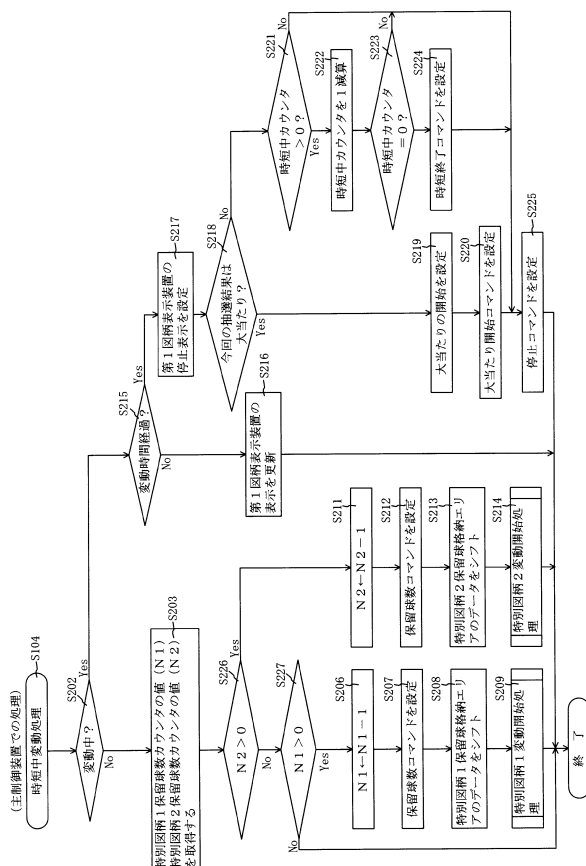 (主制御装置での処理)
時短中変動処理
S104
変動中？
S202
Yes
No
特別図柄１保留球数カウンタの値(N1)
特別図柄２保留球数カウンタの値(N2)
を取得する
S203
N2>0
S226
Yes
No
N1>0
S227
No
Yes
N1←N1-1
S206
保留球数コマンドを設定
S207
特別図柄１保留球格納エリ
アのデータをシフト
S208
特別図柄１変動開始処
理
S209
N2←N2-1
S211
保留球数コマンドを設定
S212
特別図柄２保留球格納エリ
アのデータをシフト
S213
特別図柄２変動開始処
理
S214
変動時間経過？
S215
Yes
No
第１図柄表示装置の
表示を更新
S216
第１図柄表示装置の
停止表示を設定
S217
今回の抽選結果は
大当たり？
S218
No
Yes
大当たりの開始を設定
S219
大当たり開始コマンドを設定
S220
時短中カウンタ
>0？
S221
No
Yes
時短中カウンタを１減算
S222
時短中カウンタ
=0？
S223
No
Yes
時短終了コマンドを設定
S224
停止コマンドを設定
S225
終了